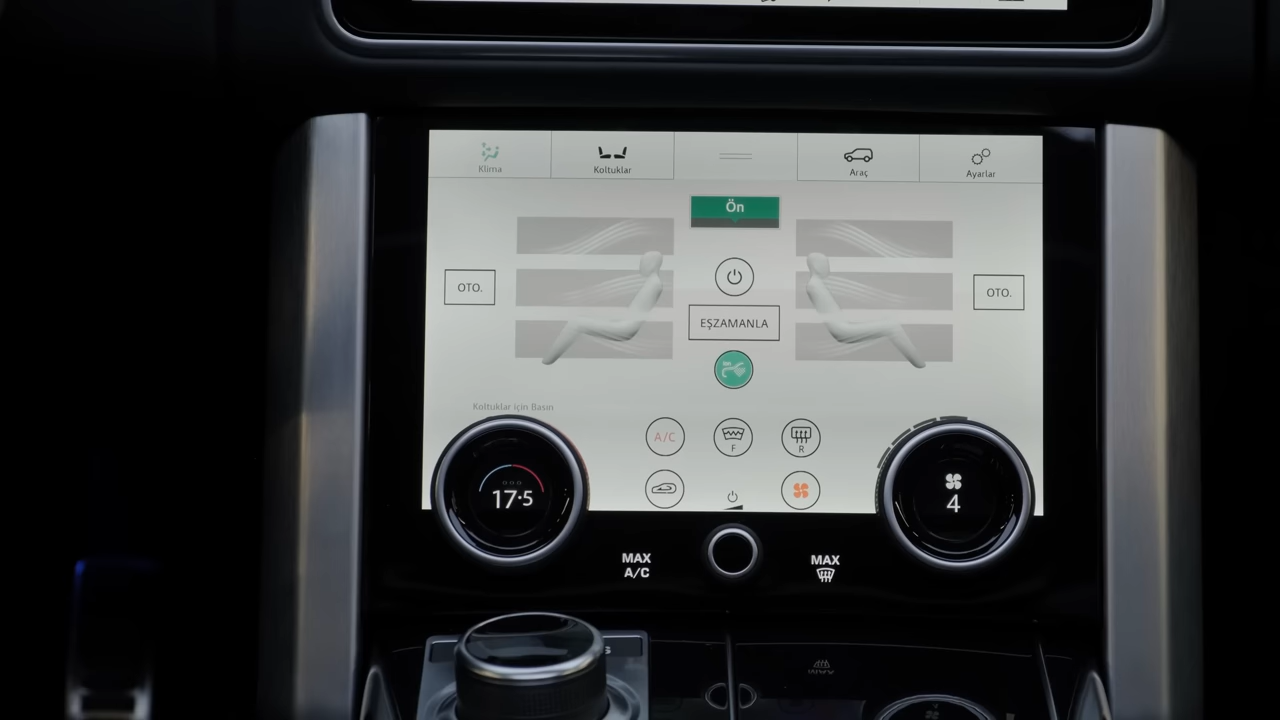 Klima
Koltuklar
Araç
Ayarlar
Ön
OTO.
OTO.
EŞZAMANLA
Koltuklar için Basın
A/C
F
R
17·5
4
MAX
A/C
MAX